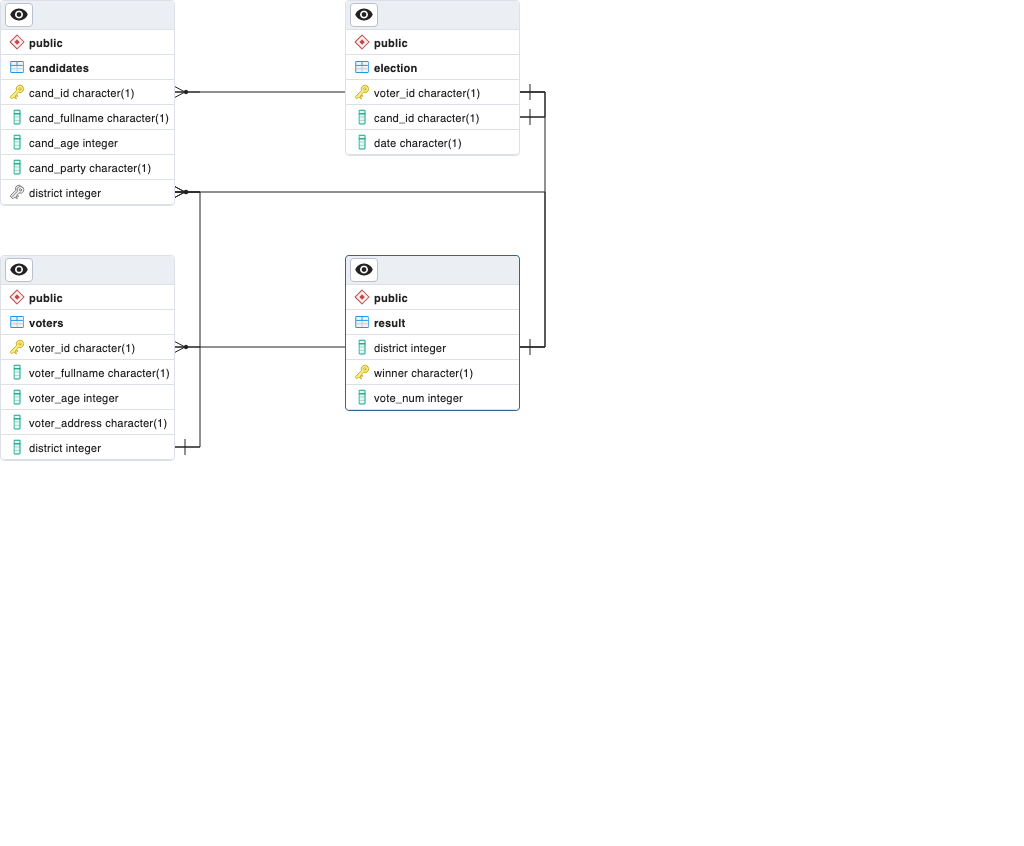 public
candidates
cand_id character(1)
cand_fullname character(1)
cand_age integer
cand_party character(1)
district integer
public
election
voter_id character(1)
cand_id character(1)
date character(1)
public
voters
voter_id character(1)
voter_fullname character(1)
voter_age integer
voter_address character(1)
district integer
public
result
district integer
winner character(1)
vote_num integer